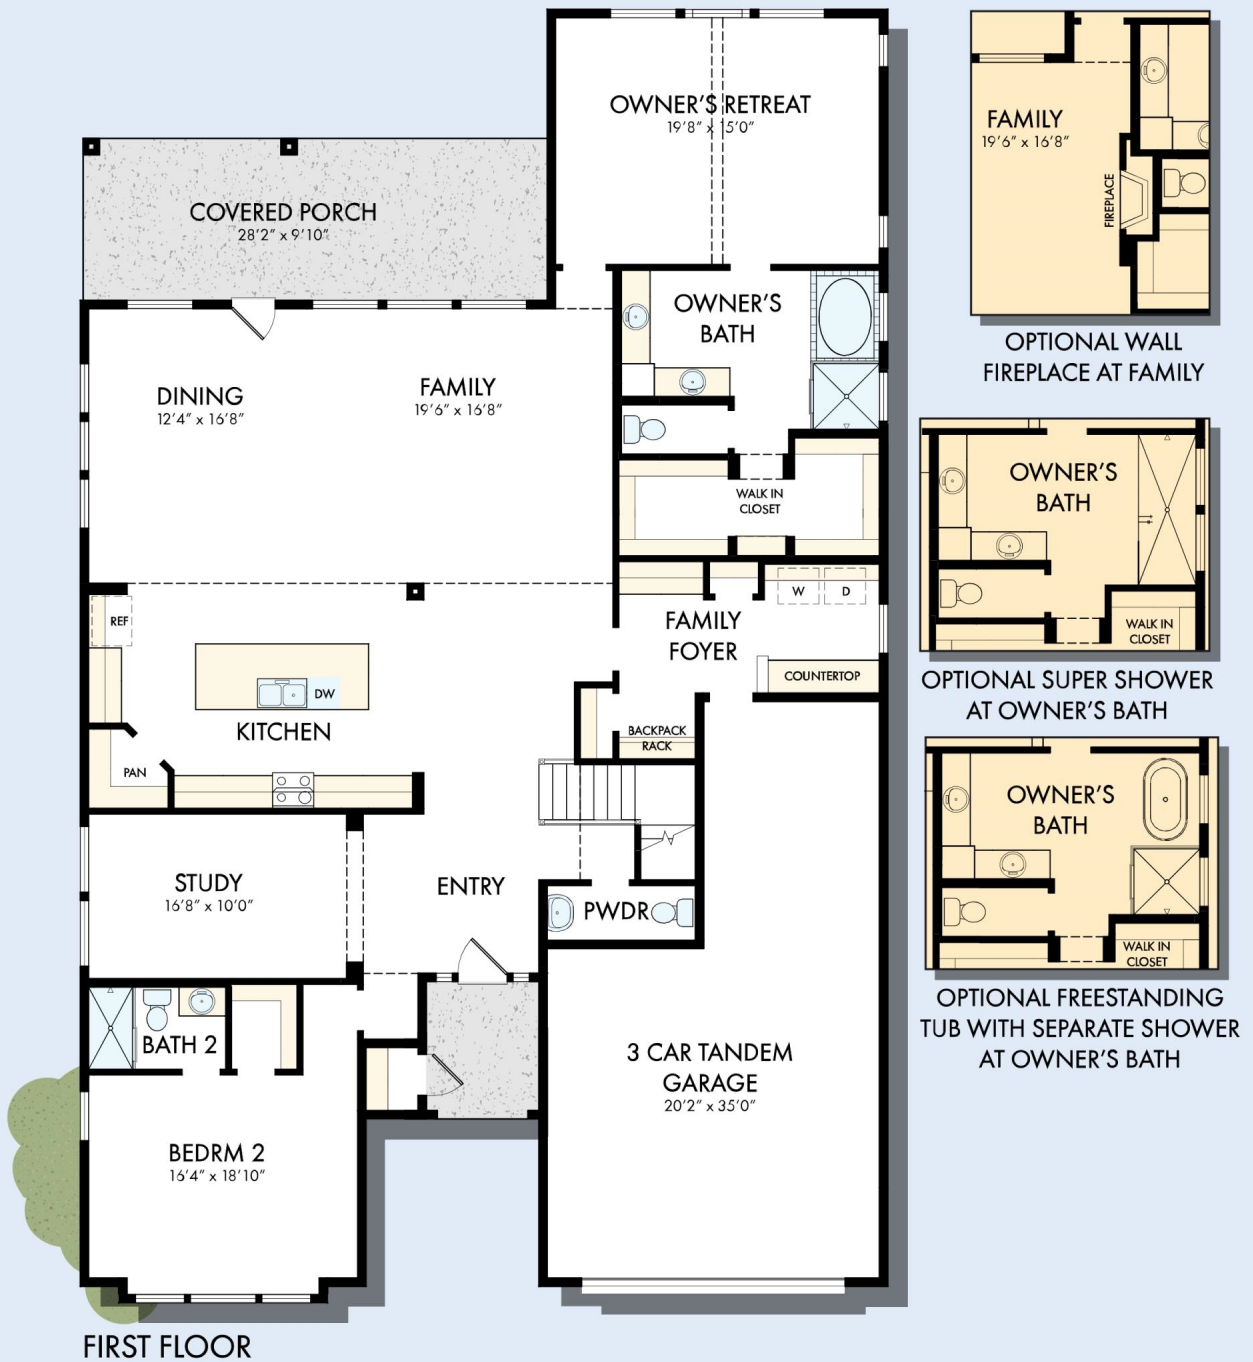 OWNER'S RETREAT
19'8" x 15'0"
COVERED PORCH
28'2" x 9'10"
OWNER'S
BATH
DINING
12'4" x 16'8"
FAMILY
19'6" x 16'8"
WALK IN
CLOSET
REF
W D
FAMILY
FOYER
COUNTERTOP
DW
KITCHEN
BACKPACK
RACK
PAN
STUDY
16'8" x 10'0"
ENTRY
PWDR
BATH 2
3 CAR TANDEM
GARAGE
20'2" x 35'0"
BEDRM 2
16'4" x 18'10"
FIRST FLOOR
FAMILY
19'6" x 16'8"
FIREPLACE
OPTIONAL WALL
FIREPLACE AT FAMILY
OWNER'S
BATH
WALK IN
CLOSET
OPTIONAL SUPER SHOWER
AT OWNER'S BATH
OWNER'S
BATH
WALK IN
CLOSET
OPTIONAL FREESTANDING
TUB WITH SEPARATE SHOWER
AT OWNER'S BATH